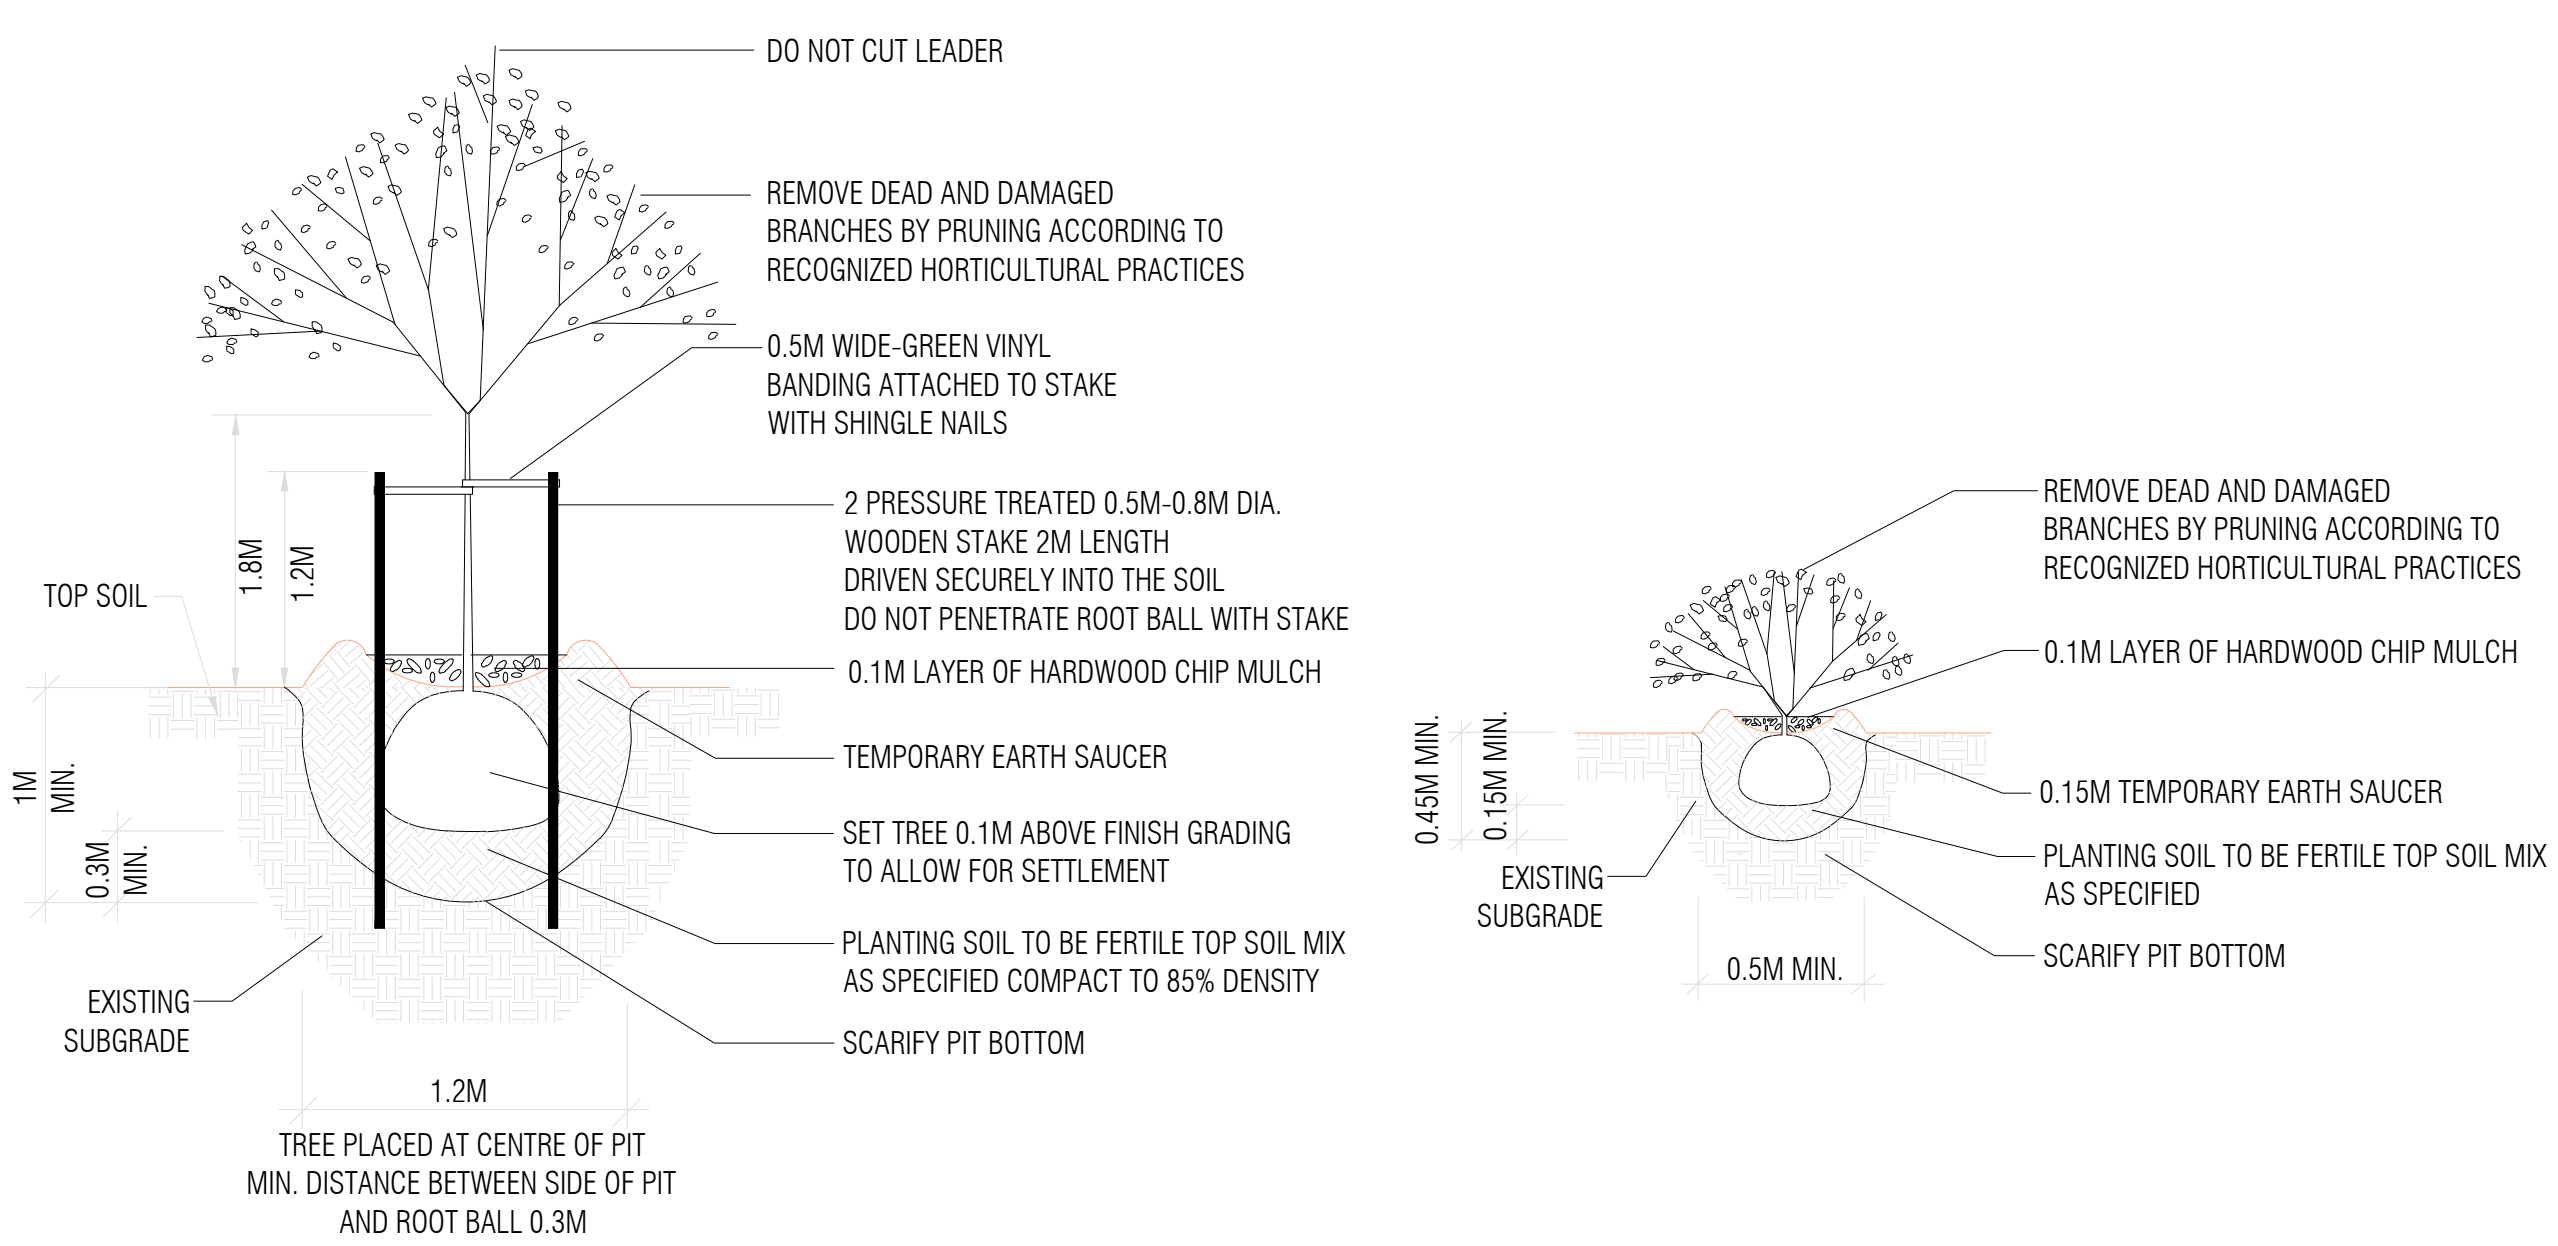 DO NOT CUT LEADER
REMOVE DEAD AND DAMAGED
BRANCHES BY PRUNING ACCORDING TO
RECOGNIZED HORTICULTURAL PRACTICES
0.5M WIDE-GREEN VINYL
BANDING ATTACHED TO STAKE
WITH SHINGLE NAILS
2 PRESSURE TREATED 0.5M-0.8M DIA.
WOODEN STAKE 2M LENGTH
DRIVEN SECURELY INTO THE SOIL
DO NOT PENETRATE ROOT BALL WITH STAKE
0.1M LAYER OF HARDWOOD CHIP MULCH
TEMPORARY EARTH SAUCER
SET TREE 0.1M ABOVE FINISH GRADING
TO ALLOW FOR SETTLEMENT
PLANTING SOIL TO BE FERTILE TOP SOIL MIX
AS SPECIFIED COMPACT TO 85% DENSITY
SCARIFY PIT BOTTOM
1.8M
1.2M
TOP SOIL
1M
MIN.
0.3M
MIN.
EXISTING
SUBGRADE
1.2M
TREE PLACED AT CENTRE OF PIT
MIN. DISTANCE BETWEEN SIDE OF PIT
AND ROOT BALL 0.3M
REMOVE DEAD AND DAMAGED
BRANCHES BY PRUNING ACCORDING TO
RECOGNIZED HORTICULTURAL PRACTICES
0.1M LAYER OF HARDWOOD CHIP MULCH
0.15M TEMPORARY EARTH SAUCER
PLANTING SOIL TO BE FERTILE TOP SOIL MIX
AS SPECIFIED
SCARIFY PIT BOTTOM
0.45M MIN.
0.15M MIN.
EXISTING
SUBGRADE
0.5M MIN.